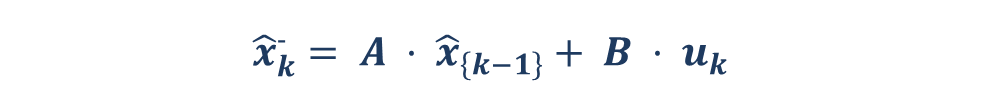 x̂ₖ⁻ = A · x̂_{k−1} + B · uₖ